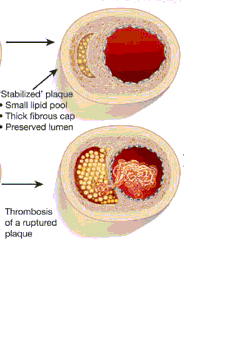 'Stabilized' plaque
• Small lipid pool
• Thick fibrous cap
• Preserved lumen
Thrombosis
of a ruptured
plaque